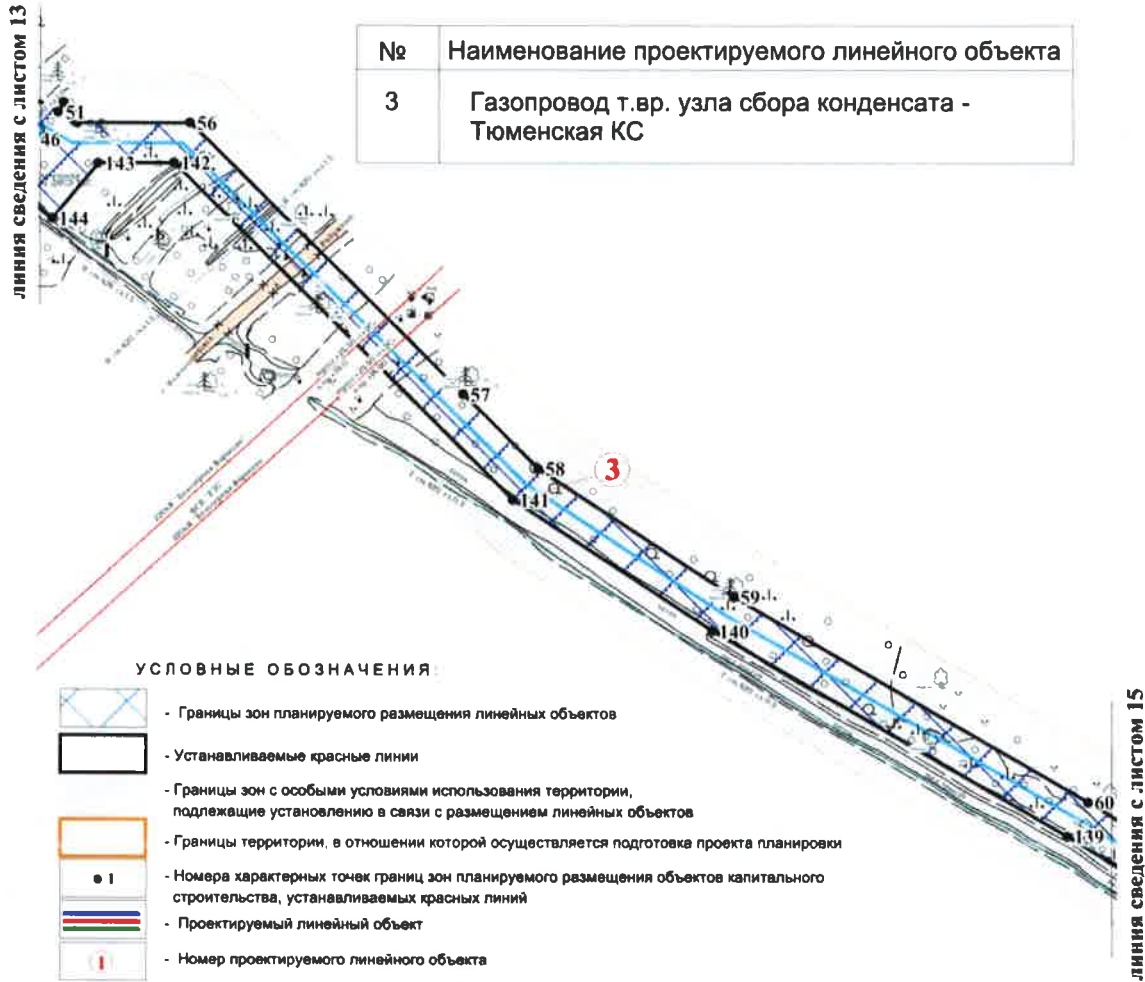 линия сведения с листом 13
№ Наименование проектируемого линейного объекта
3 Газопровод т.вр. узла сбора конденсата -
Тюменская КС
51
56
46
143
142
144
57
58
3
141
59
140
60
139
УСЛОВНЫЕ ОБОЗНАЧЕНИЯ:
- Границы зон планируемого размещения линейных объектов
- Устанавливаемые красные линии
- Границы зон с особыми условиями использования территории,
подлежащие установлению в связи с размещением линейных объектов
- Границы территории, в отношении которой осуществляется подготовка проекта планировки
1 - Номера характерных точек границ зон планируемого размещения объектов капитального
строительства, устанавливаемых красных линий
- Проектируемый линейный объект
1 - Номер проектируемого линейного объекта
линия сведения с листом 15